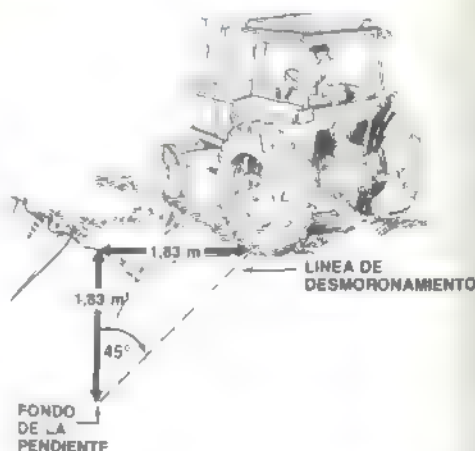 1,83 m
LINEA DE
DESMORONAMIENTO
1,83 m
45°
FONDO
DE LA
PENDIENTE